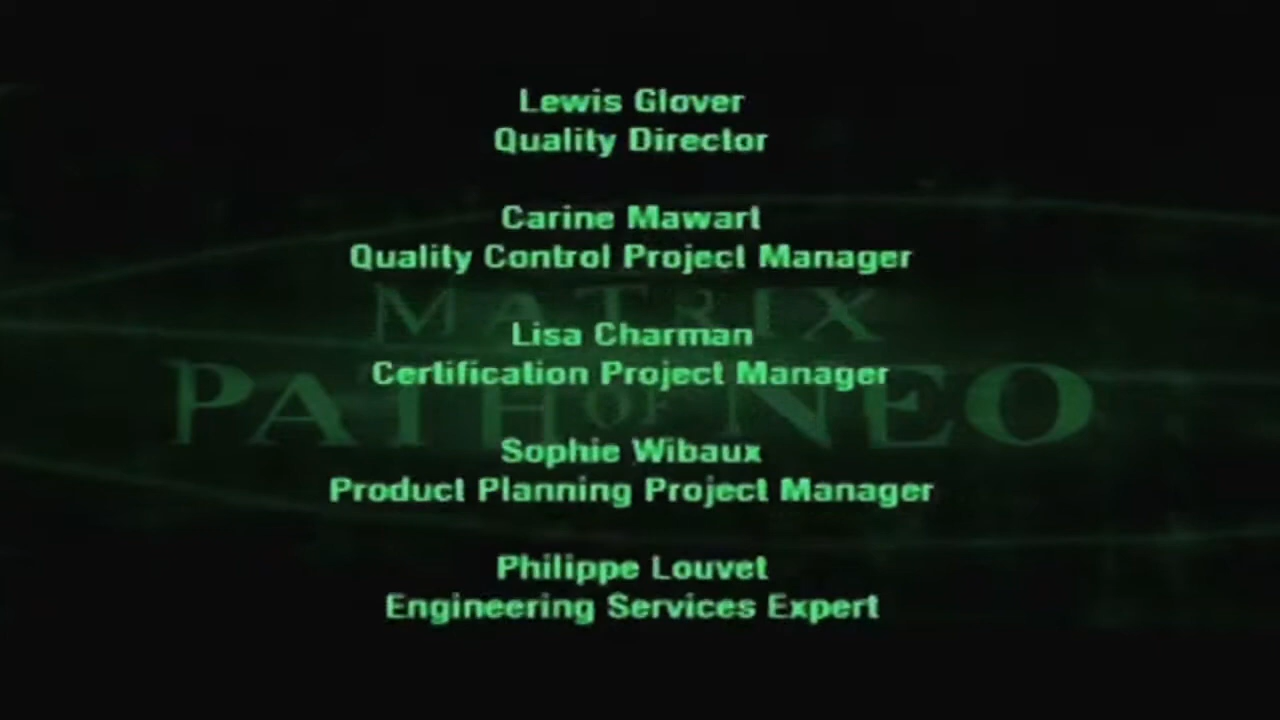 Lewis Glover
Quality Director
Carine Mawart
Quality Control Project Manager
MATRIX
Lisa Charman
Certification Project Manager
PATH OF NEO
Sophie Wibaux
Product Planning Project Manager
Philippe Louvet
Engineering Services Expert